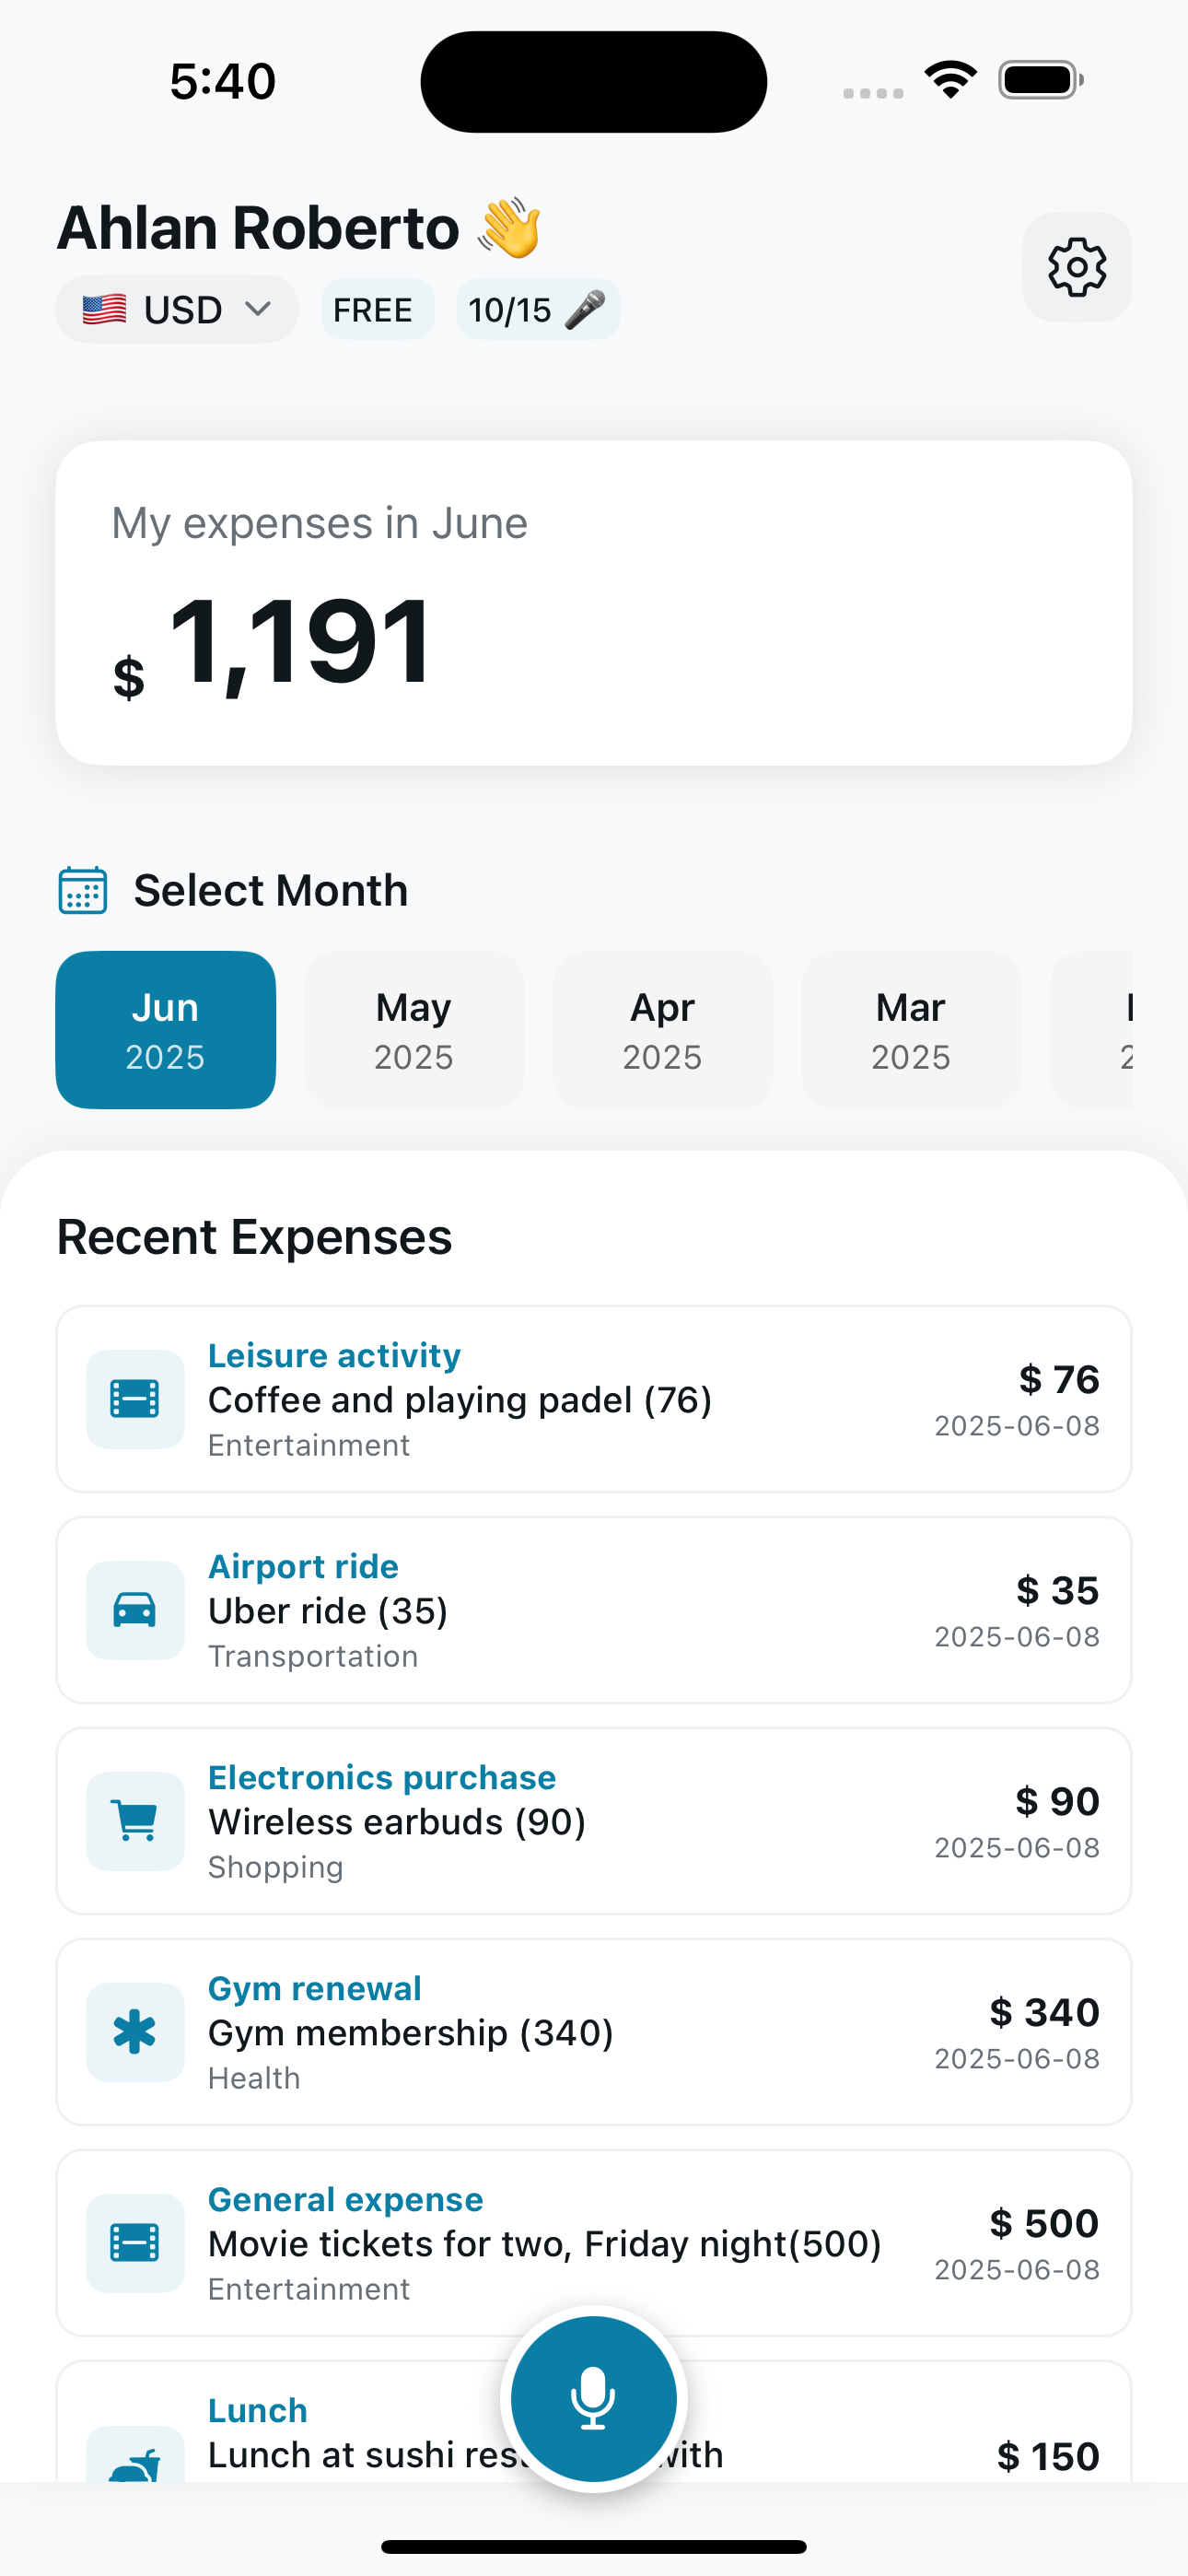 5:40
Ahlan Roberto 👋
USD
FREE
10/15 🎤
My expenses in June
$ 1,191
Select Month
Jun
2025
May
2025
Apr
2025
Mar
2025
Recent Expenses
Leisure activity
Coffee and playing padel (76)
Entertainment
$ 76
2025-06-08
Airport ride
Uber ride (35)
Transportation
$ 35
2025-06-08
Electronics purchase
Wireless earbuds (90)
Shopping
$ 90
2025-06-08
Gym renewal
Gym membership (340)
Health
$ 340
2025-06-08
General expense
Movie tickets for two, Friday night(500)
Entertainment
$ 500
2025-06-08
Lunch
Lunch at sushi
$ 150